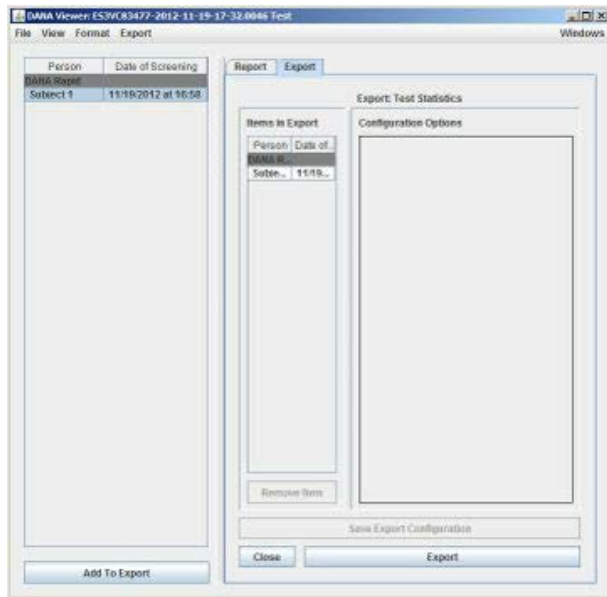 DANA Viewer: ES3VC83477-2012-11-19-17-32.0046 Test
File View Format Export Windows
Person Date of Screening
DANA Rapid
Subject 1 11/19/2012 at 16:58
Add To Export
Report Export
Export: Test Statistics
Items in Export
Person Date of...
DANA R...
Subje... 11/19...
Remove Item
Configuration Options
Save Export Configuration
Close Export